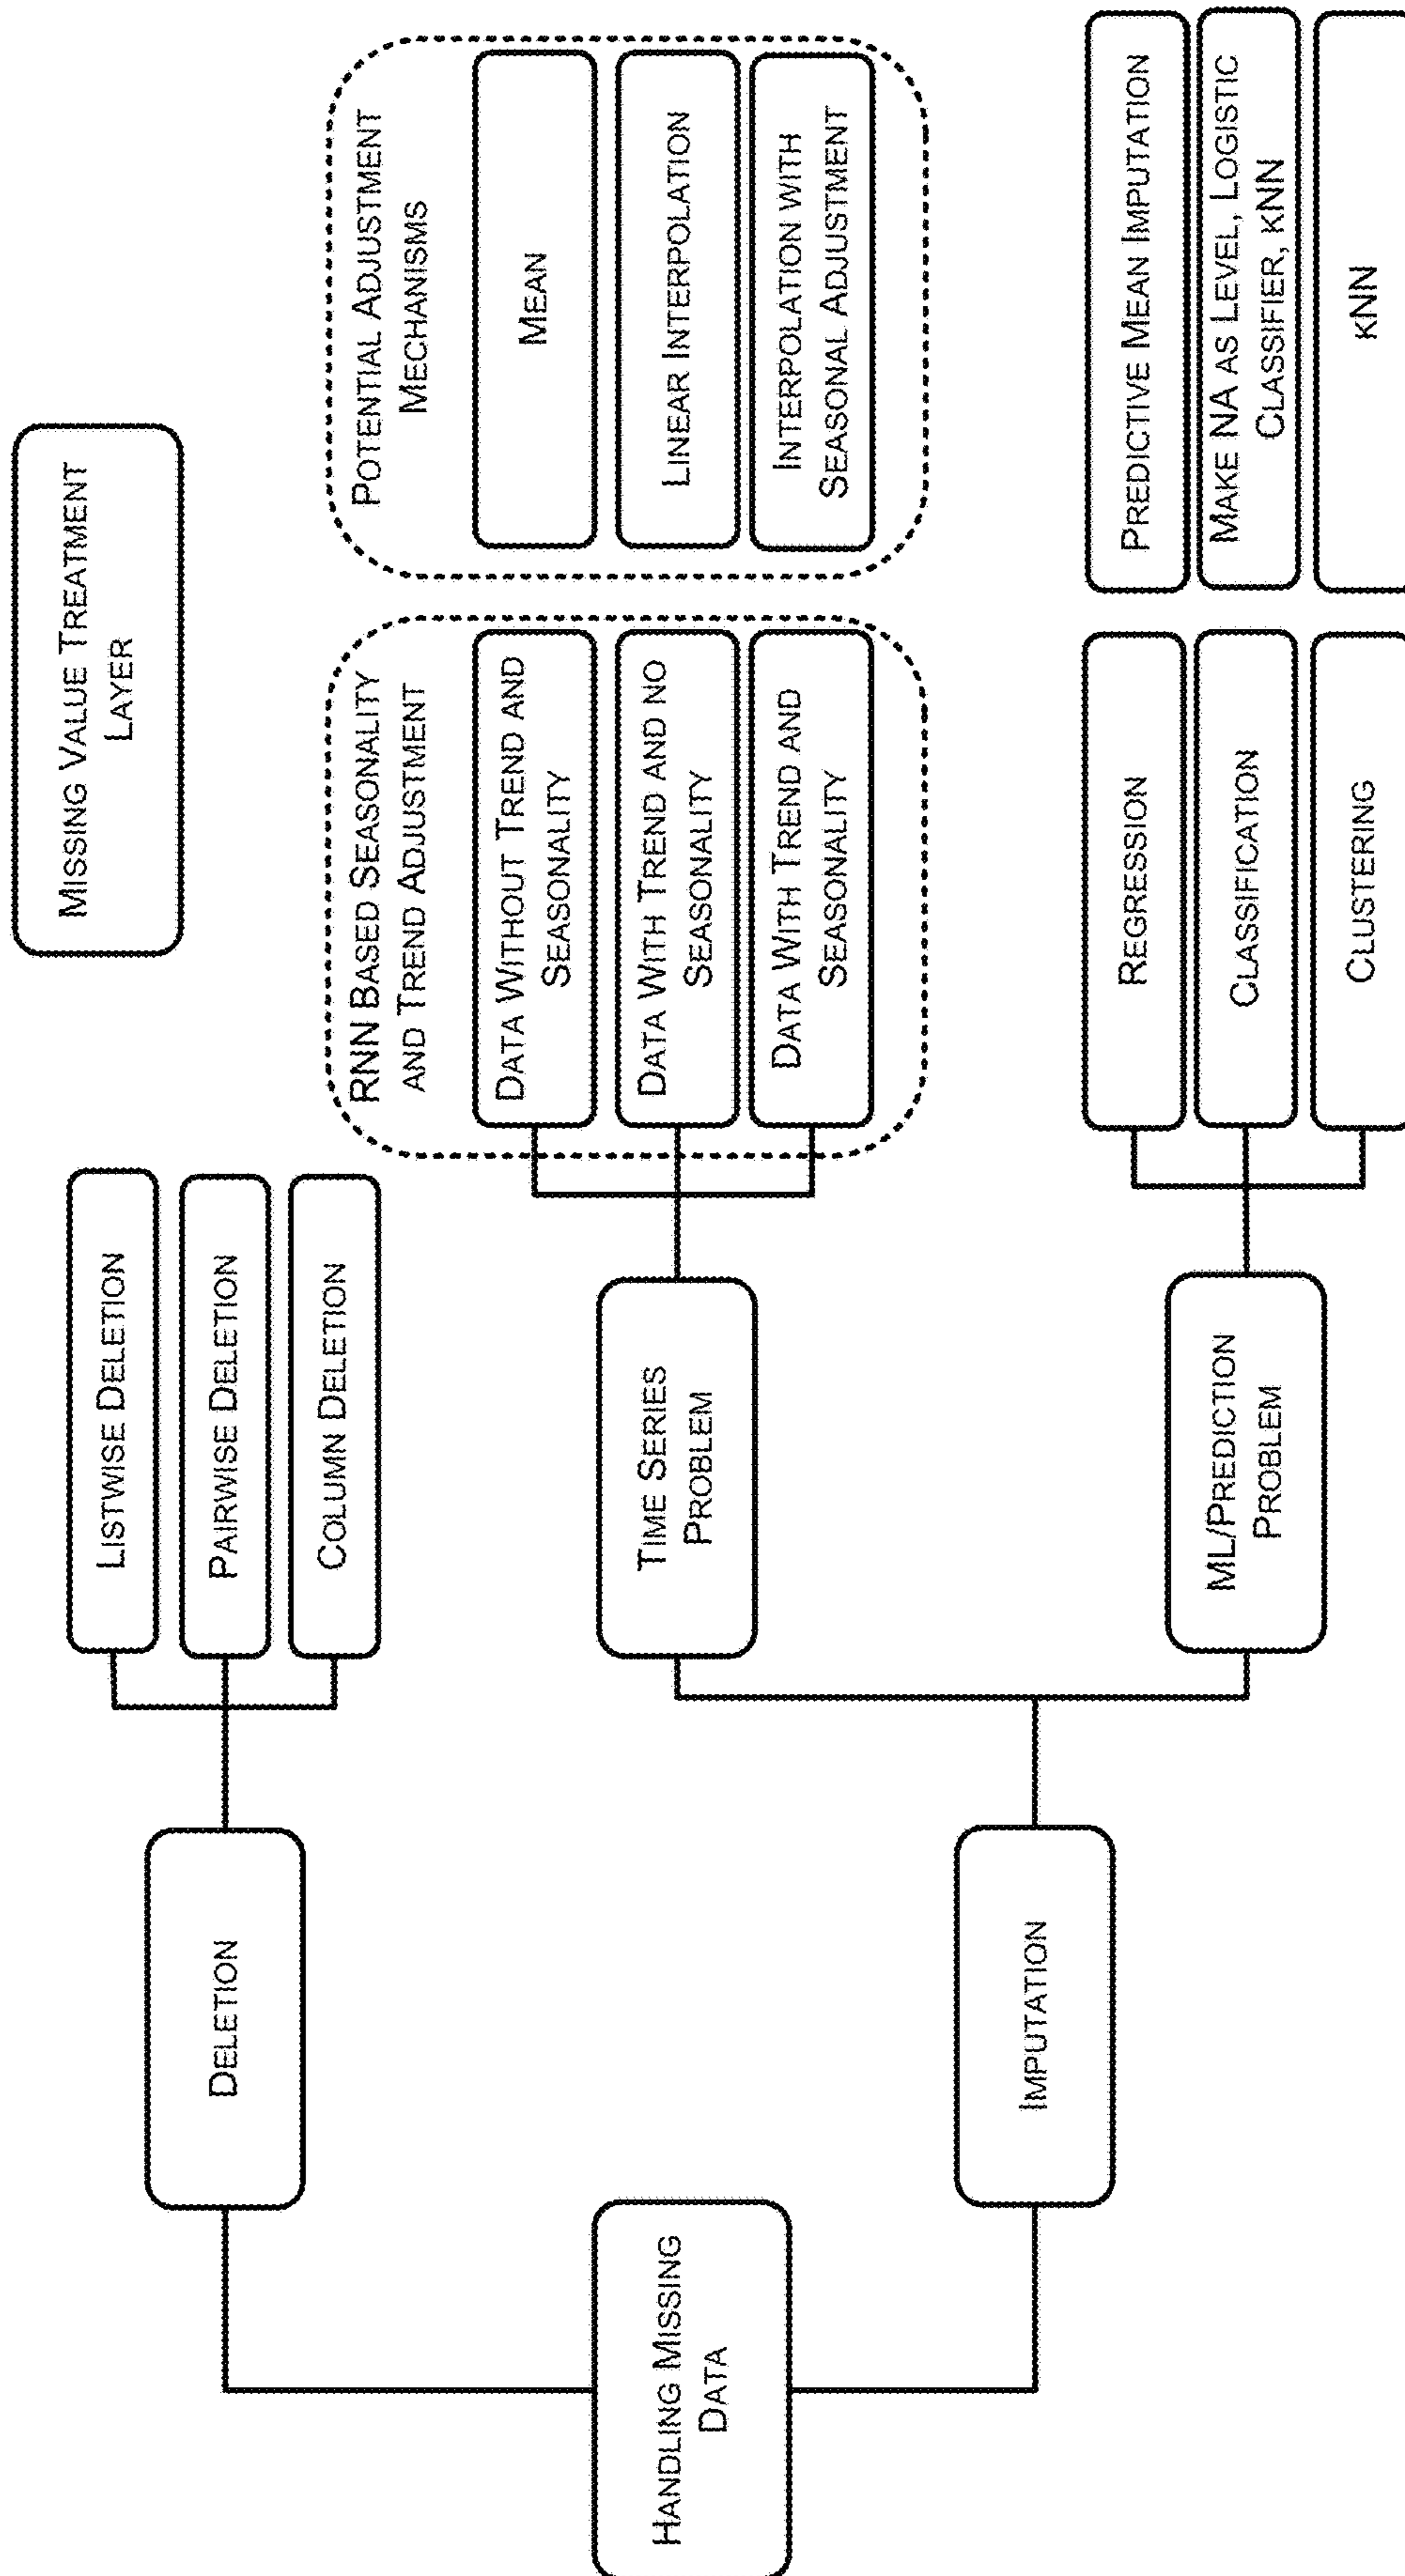 Missing Value Treatment
Layer
Handling Missing
Data
Deletion
Listwise Deletion
Pairwise Deletion
Column Deletion
Imputation
Time Series
Problem
RNN Based Seasonality
and Trend Adjustment
Data Without Trend and
Seasonality
Data With Trend and no
Seasonality
Data With Trend and
Seasonality
Potential Adjustment
Mechanisms
Mean
Linear Interpolation
Interpolation with
Seasonal Adjustment
ML/Prediction
Problem
Regression
Classification
Clustering
Predictive Mean Imputation
Make NA as Level, Logistic
Classifier, kNN
kNN